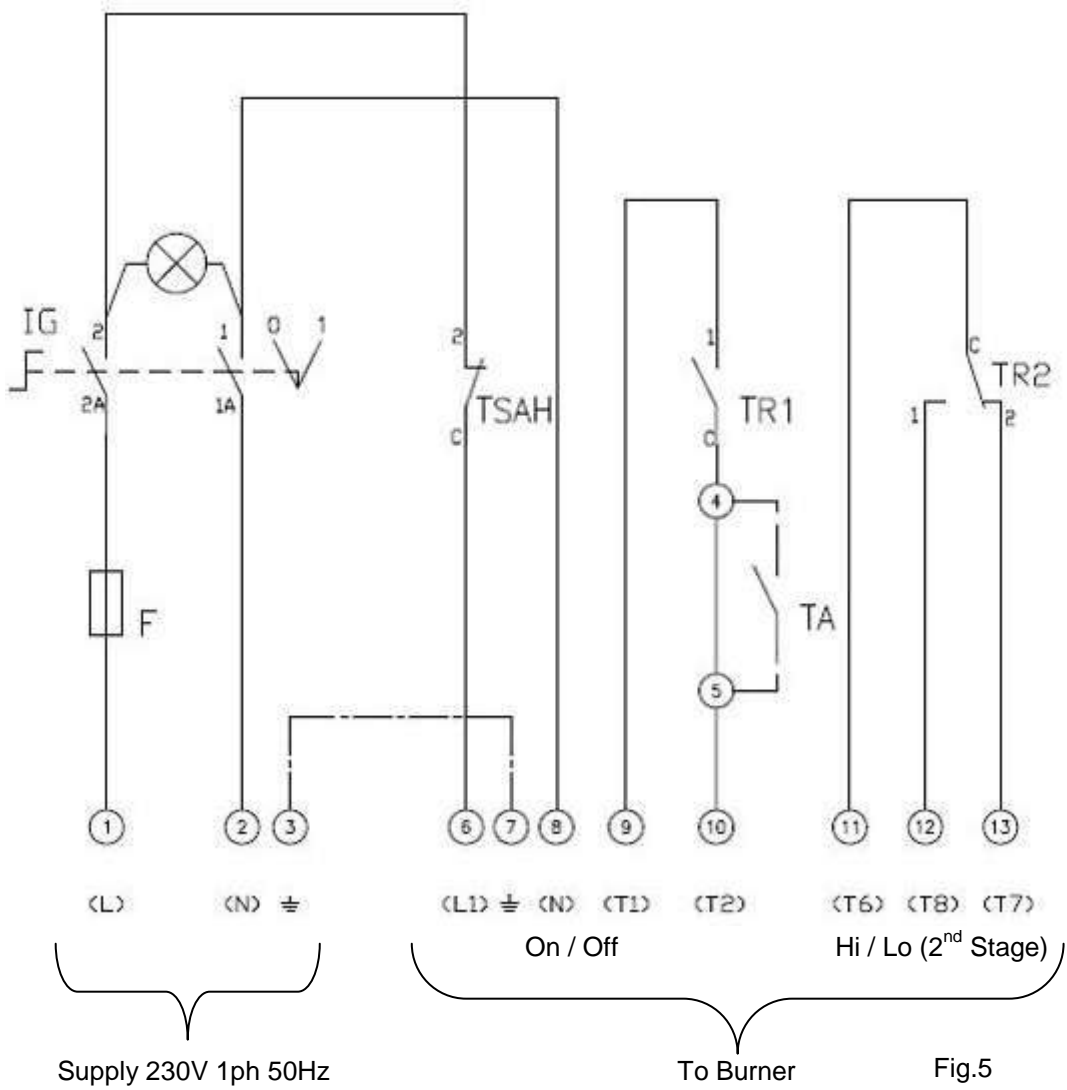 IG
2
1
0
1
2A
1A
2
TSAH
C
1
TR1
C
C
TR2
1
2
4
TA
5
F
1
2
3
6
7
8
9
10
11
12
13
(L)
(N)
(L1)
(N)
(T1)
(T2)
(T6)
(T8)
(T7)
On / Off
Hi / Lo (2nd Stage)
Supply 230V 1ph 50Hz
To Burner
Fig.5